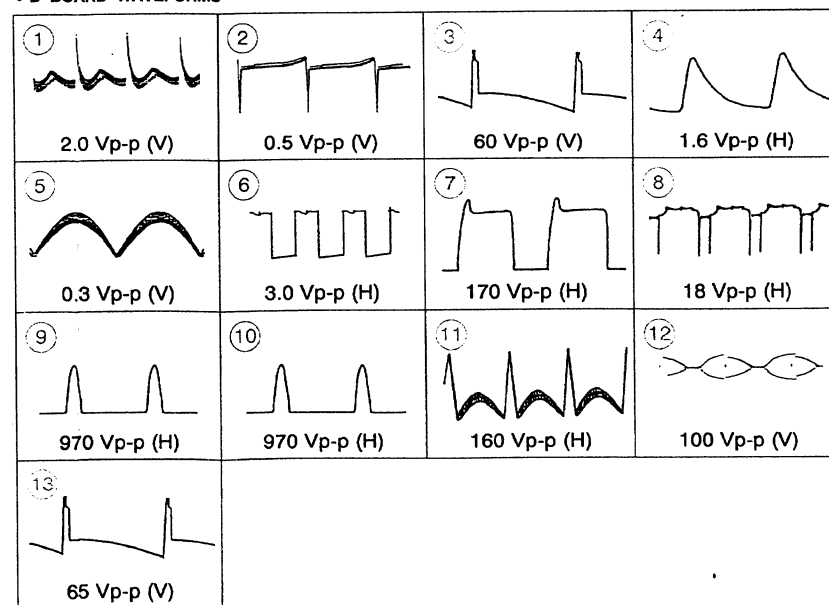 D BOARD WAVEFORMS
1 2 3 4
2.0 Vp-p (V) 0.5 Vp-p (V) 60 Vp-p (V) 1.6 Vp-p (H)
5 6 7 8
0.3 Vp-p (V) 3.0 Vp-p (H) 170 Vp-p (H) 18 Vp-p (H)
9 10 11 12
970 Vp-p (H) 970 Vp-p (H) 160 Vp-p (H) 100 Vp-p (V)
13
65 Vp-p (V)